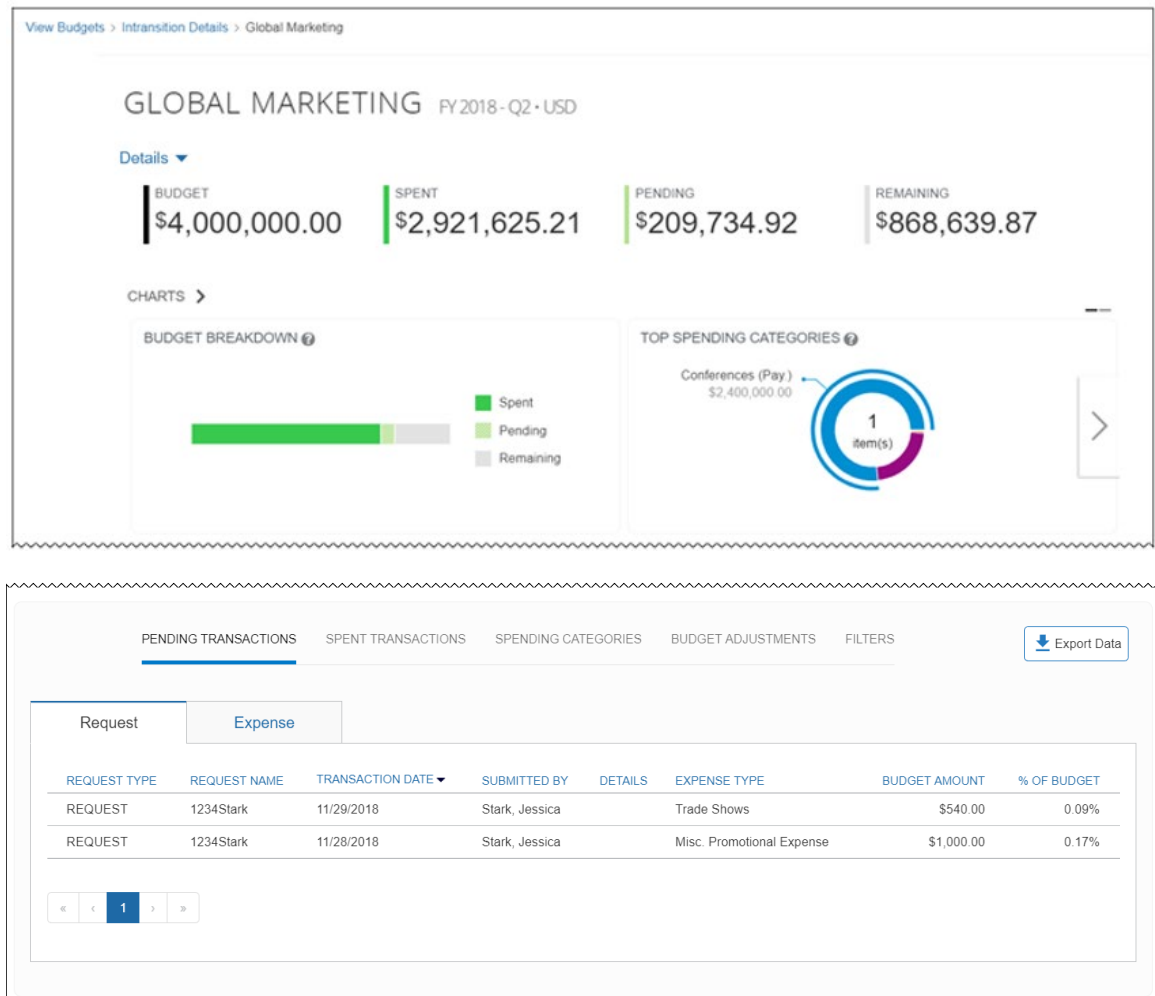 View Budgets > Intransition Details > Global Marketing
GLOBAL MARKETING FY 2018 - Q2 • USD
Details
BUDGET SPENT PENDING REMAINING
$4,000,000.00 $2,921,625.21 $209,734.92 $868,639.87
CHARTS >
BUDGET BREAKDOWN ?
Spent
Pending
Remaining
TOP SPENDING CATEGORIES ?
Conferences (Pay.)
$2,400,000.00
1
item(s)
PENDING TRANSACTIONS SPENT TRANSACTIONS SPENDING CATEGORIES BUDGET ADJUSTMENTS FILTERS Export Data
Request Expense
REQUEST TYPE REQUEST NAME TRANSACTION DATE SUBMITTED BY DETAILS EXPENSE TYPE BUDGET AMOUNT % OF BUDGET
REQUEST 1234Stark 11/29/2018 Stark, Jessica Trade Shows $540.00 0.09%
REQUEST 1234Stark 11/28/2018 Stark, Jessica Misc. Promotional Expense $1,000.00 0.17%
« ‹ 1 › »